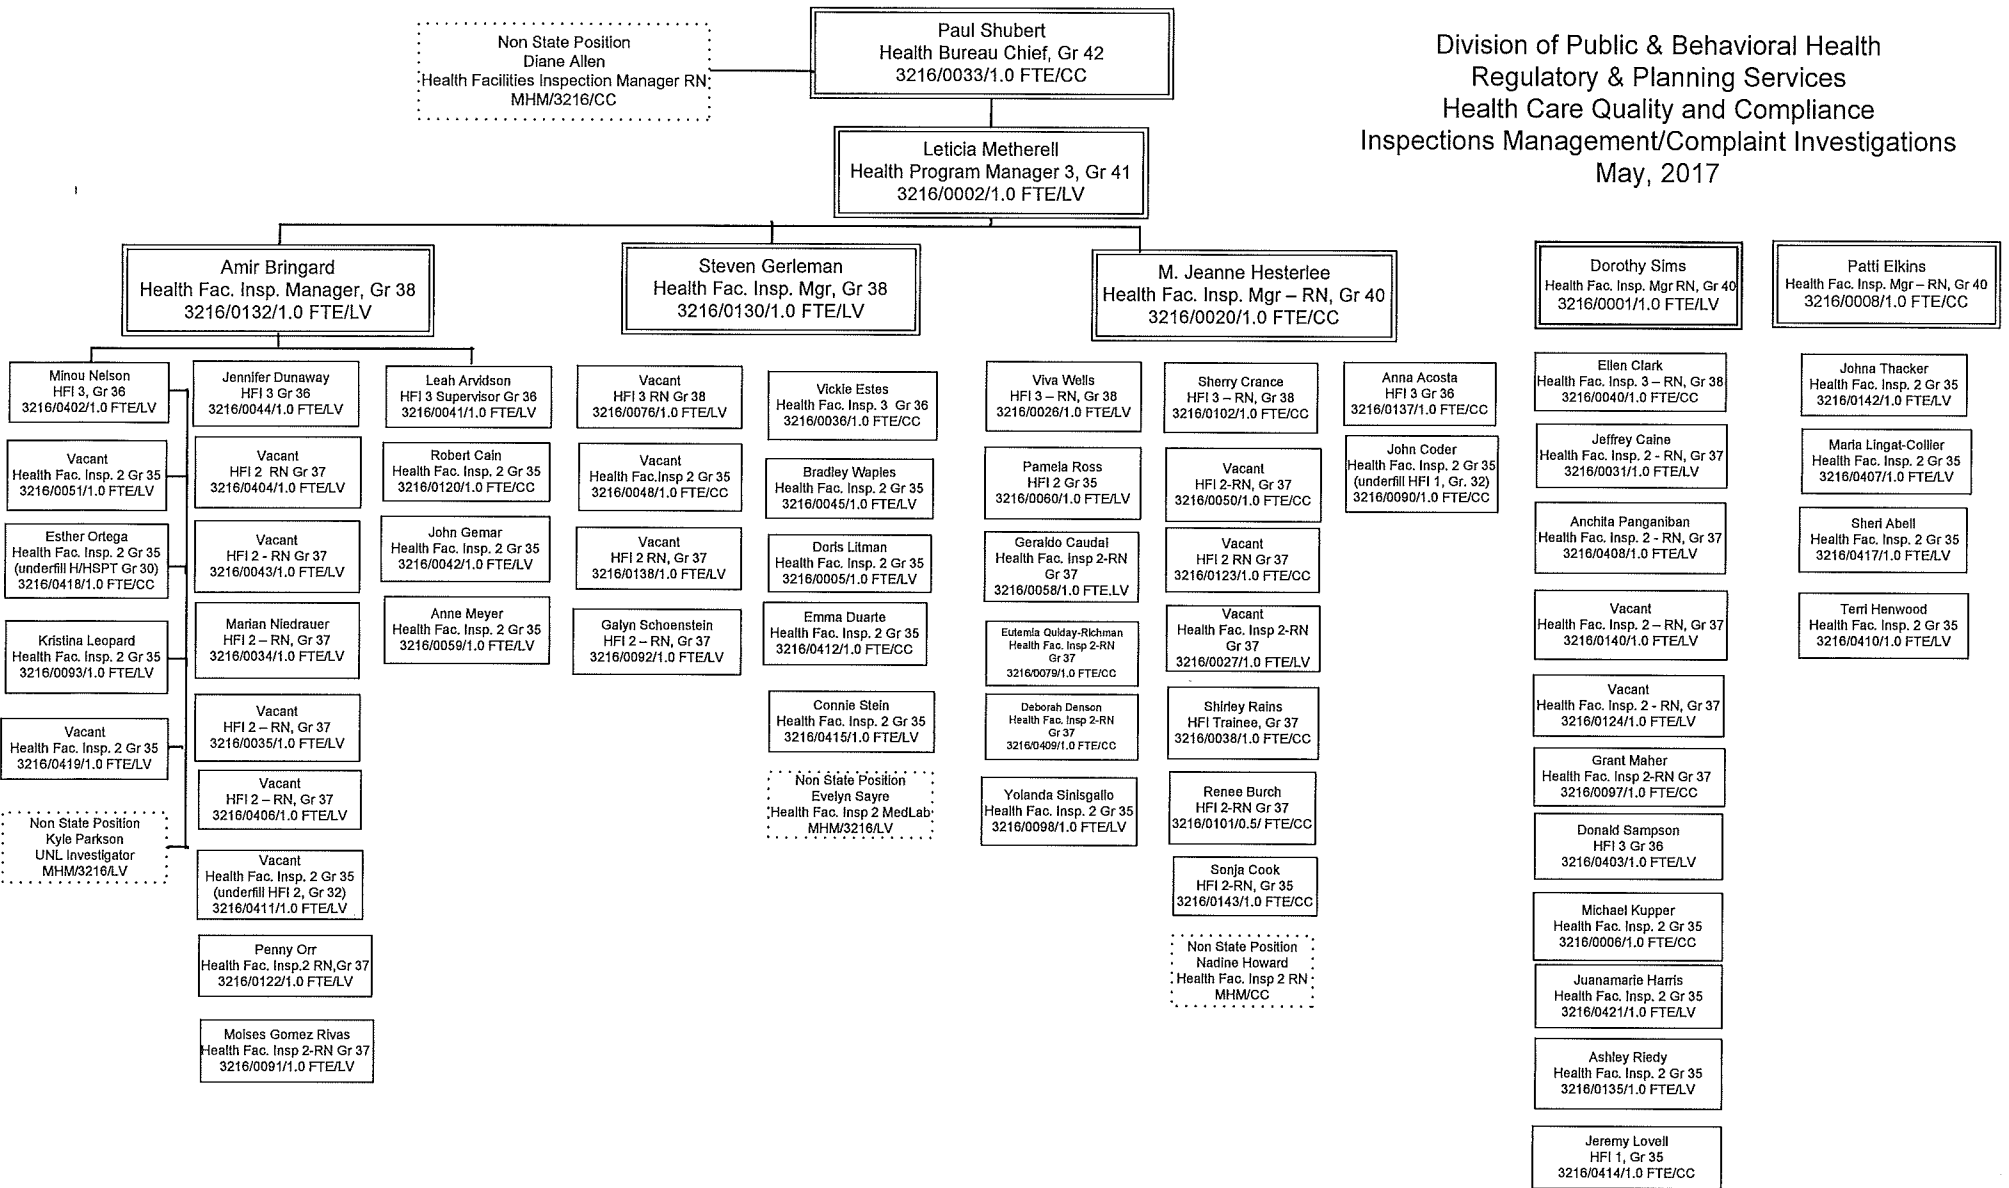 Non State Position
Diane Allen
Health Facilities Inspection Manager RN
MHM/3216/CC
Paul Shubert
Health Bureau Chief, Gr 42
3216/0033/1.0 FTE/CC
Division of Public & Behavioral Health
Regulatory & Planning Services
Health Care Quality and Compliance
Inspections Management/Complaint Investigations
May, 2017
Leticia Metherell
Health Program Manager 3, Gr 41
3216/0002/1.0 FTE/LV
Amir Bringard
Health Fac. Insp. Manager, Gr 38
3216/0132/1.0 FTE/LV
Steven Gerleman
Health Fac. Insp. Mgr, Gr 38
3216/0130/1.0 FTE/LV
M. Jeanne Hesterlee
Health Fac. Insp. Mgr – RN, Gr 40
3216/0020/1.0 FTE/CC
Dorothy Sims
Health Fac. Insp. Mgr RN, Gr 40
3216/0001/1.0 FTE/LV
Patti Elkins
Health Fac. Insp. Mgr – RN, Gr 40
3216/0008/1.0 FTE/CC
Minou Nelson
HFI 3, Gr 36
3216/0402/1.0 FTE/LV
Vacant
Health Fac. Insp. 2 Gr 35
3216/0051/1.0 FTE/LV
Esther Ortega
Health Fac. Insp. 2 Gr 35
(underfill H/HSPT Gr 30)
3216/0418/1.0 FTE/CC
Kristina Leopard
Health Fac. Insp. 2 Gr 35
3216/0093/1.0 FTE/LV
Vacant
Health Fac. Insp. 2 Gr 35
3216/0419/1.0 FTE/LV
Non State Position
Kyle Parkson
UNL Investigator
MHM/3216/LV
Jennifer Dunaway
HFI 3 Gr 36
3216/0044/1.0 FTE/LV
Vacant
HFI 2 RN Gr 37
3216/0404/1.0 FTE/LV
Vacant
HFI 2 - RN Gr 37
3216/0043/1.0 FTE/LV
Marian Niedrauer
HFI 2 – RN, Gr 37
3216/0034/1.0 FTE/LV
Vacant
HFI 2 – RN, Gr 37
3216/0035/1.0 FTE/LV
Vacant
HFI 2 – RN, Gr 37
3216/0406/1.0 FTE/LV
Vacant
Health Fac. Insp. 2 Gr 35
(underfill HFI 2, Gr 32)
3216/0411/1.0 FTE/LV
Penny Orr
Health Fac. Insp.2 RN,Gr 37
3216/0122/1.0 FTE/LV
Moises Gomez Rivas
Health Fac. Insp 2-RN Gr 37
3216/0091/1.0 FTE/LV
Leah Arvidson
HFI 3 Supervisor Gr 36
3216/0041/1.0 FTE/LV
Robert Cain
Health Fac. Insp. 2 Gr 35
3216/0120/1.0 FTE/CC
John Gemar
Health Fac. Insp. 2 Gr 35
3216/0042/1.0 FTE/LV
Anne Meyer
Health Fac. Insp. 2 Gr 35
3216/0059/1.0 FTE/LV
Vacant
HFI 3 RN Gr 38
3216/0076/1.0 FTE/LV
Vacant
Health Fac.Insp 2 Gr 35
3216/0048/1.0 FTE/CC
Vacant
HFI 2 RN, Gr 37
3216/0138/1.0 FTE/LV
Galyn Schoenstein
HFI 2 – RN, Gr 37
3216/0092/1.0 FTE/LV
Vickie Estes
Health Fac. Insp. 3 Gr 36
3216/0036/1.0 FTE/CC
Bradley Waples
Health Fac. Insp. 2 Gr 35
3216/0045/1.0 FTE/LV
Doris Litman
Health Fac. Insp. 2 Gr 35
3216/0005/1.0 FTE/LV
Emma Duarte
Health Fac. Insp. 2 Gr 35
3216/0412/1.0 FTE/CC
Connie Stein
Health Fac. Insp. 2 Gr 35
3216/0415/1.0 FTE/LV
Non State Position
Evelyn Sayre
Health Fac. Insp 2 MedLab
MHM/3216/LV
Viva Wells
HFI 3 – RN, Gr 38
3216/0026/1.0 FTE/LV
Pamela Ross
HFI 2 Gr 35
3216/0060/1.0 FTE/LV
Geraldo Caudal
Health Fac. Insp 2-RN
Gr 37
3216/0058/1.0 FTE.LV
Eutemia Quiday-Richman
Health Fac. Insp 2-RN
Gr 37
3216/0079/1.0 FTE/CC
Deborah Denson
Health Fac. Insp 2-RN
Gr 37
3216/0409/1.0 FTE/CC
Yolanda Sinisgallo
Health Fac. Insp. 2 Gr 35
3216/0098/1.0 FTE/LV
Sherry Crance
HFI 3 – RN, Gr 38
3216/0102/1.0 FTE/CC
Vacant
HFI 2-RN, Gr 37
3216/0050/1.0 FTE/CC
Vacant
HFI 2 RN Gr 37
3216/0123/1.0 FTE/CC
Vacant
Health Fac. Insp 2-RN
Gr 37
3216/0027/1.0 FTE/LV
Shirley Rains
HFI Trainee, Gr 37
3216/0038/1.0 FTE/CC
Renee Burch
HFI 2-RN Gr 37
3216/0101/0.5/ FTE/CC
Sonja Cook
HFI 2-RN, Gr 35
3216/0143/1.0 FTE/CC
Non State Position
Nadine Howard
Health Fac. Insp 2 RN
MHM/CC
Anna Acosta
HFI 3 Gr 36
3216/0137/1.0 FTE/CC
John Coder
Health Fac. Insp. 2 Gr 35
(underfill HFI 1, Gr. 32)
3216/0090/1.0 FTE/CC
Ellen Clark
Health Fac. Insp. 3 – RN, Gr 38
3216/0040/1.0 FTE/CC
Jeffrey Caine
Health Fac. Insp. 2 - RN, Gr 37
3216/0031/1.0 FTE/LV
Anchita Panganiban
Health Fac. Insp. 2 - RN, Gr 37
3216/0408/1.0 FTE/LV
Vacant
Health Fac. Insp. 2 – RN, Gr 37
3216/0140/1.0 FTE/LV
Vacant
Health Fac. Insp. 2 - RN, Gr 37
3216/0124/1.0 FTE/LV
Grant Maher
Health Fac. Insp 2-RN Gr 37
3216/0097/1.0 FTE/CC
Donald Sampson
HFI 3 Gr 36
3216/0403/1.0 FTE/LV
Michael Kupper
Health Fac. Insp. 2 Gr 35
3216/0006/1.0 FTE/CC
Juanamarie Harris
Health Fac. Insp. 2 Gr 35
3216/0421/1.0 FTE/LV
Ashley Riedy
Health Fac. Insp. 2 Gr 35
3216/0135/1.0 FTE/LV
Jeremy Lovell
HFI 1, Gr 35
3216/0414/1.0 FTE/CC
Johna Thacker
Health Fac. Insp. 2 Gr 35
3216/0142/1.0 FTE/LV
Maria Lingat-Collier
Health Fac. Insp. 2 Gr 35
3216/0407/1.0 FTE/LV
Sheri Abell
Health Fac. Insp. 2 Gr 35
3216/0417/1.0 FTE/LV
Terri Henwood
Health Fac. Insp. 2 Gr 35
3216/0410/1.0 FTE/LV